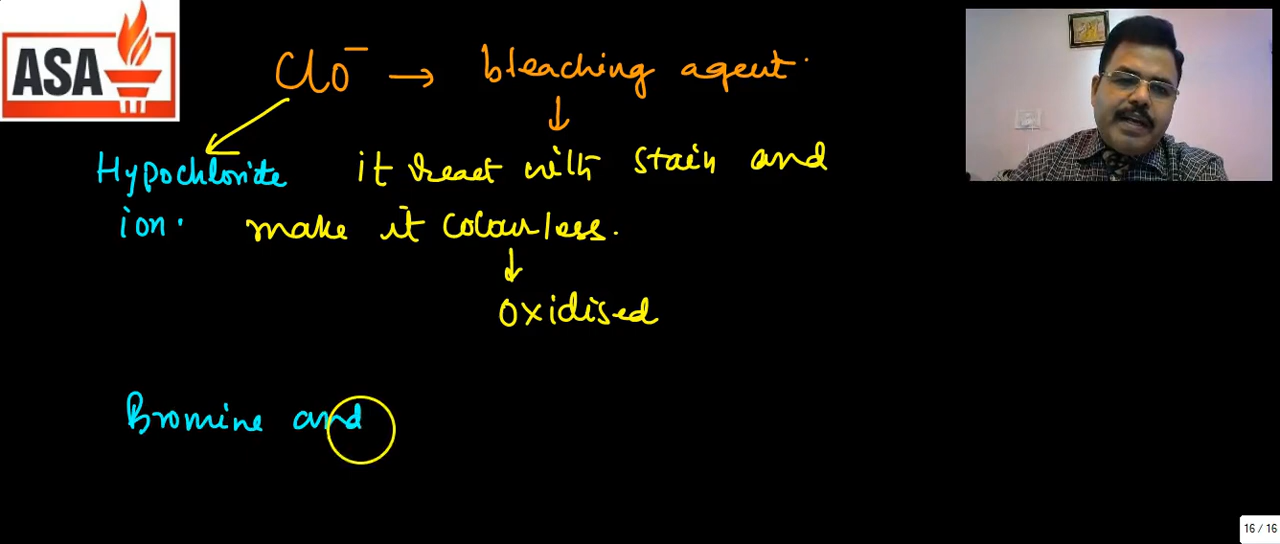 ASA
ClO⁻ → bleaching agent.
Hypochlorite it react with stain and
ion. make it colourless.
oxidised
Bromine and
16 / 16